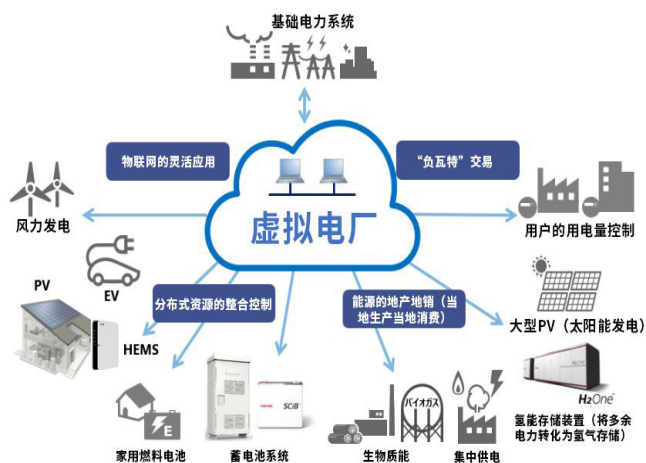 基础电力系统
物联网的灵活应用
“负瓦特”交易
虚拟电厂
风力发电
用户的用电量控制
EV
PV
HEMS
分布式资源的整合控制
能源的地产地销（当
地生产当地消费）
大型PV（太阳能发电）
H2One™
氢能存储装置（将多余
电力转化为氢气存储）
E
家用燃料电池
SCiB
蓄电池系统
バイオガス
生物质能
集中供电